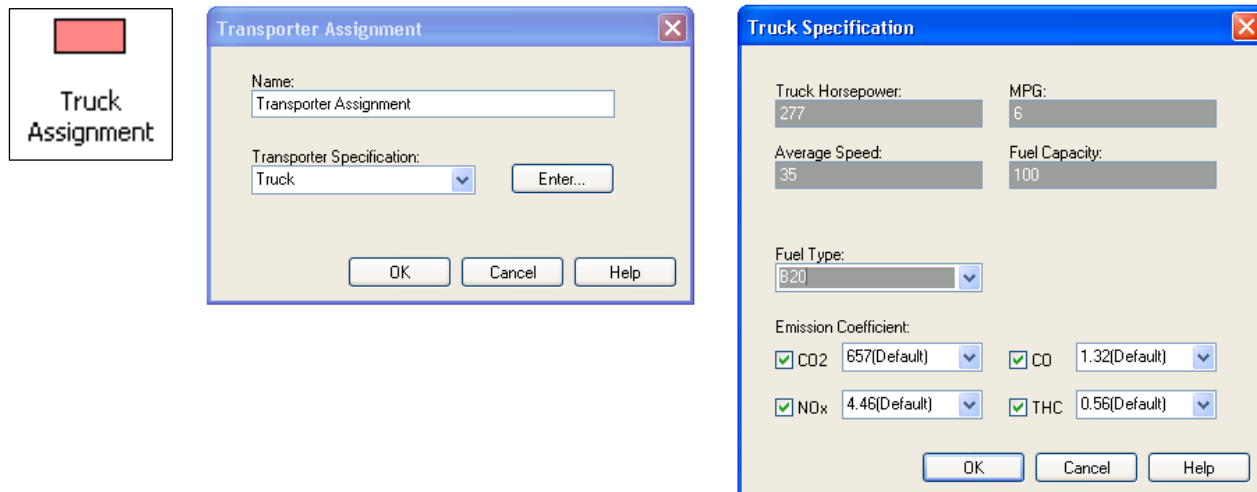 Truck
Assignment
Transporter Assignment
Name:
Transporter Assignment
Transporter Specification:
Truck
Enter...
OK Cancel Help
Truck Specification
Truck Horsepower: MPG:
277 6
Average Speed: Fuel Capacity:
35 100
Fuel Type:
B20
Emission Coefficient:
CO2 657(Default) CO 1.32(Default)
NOx 4.46(Default) THC 0.56(Default)
OK Cancel Help